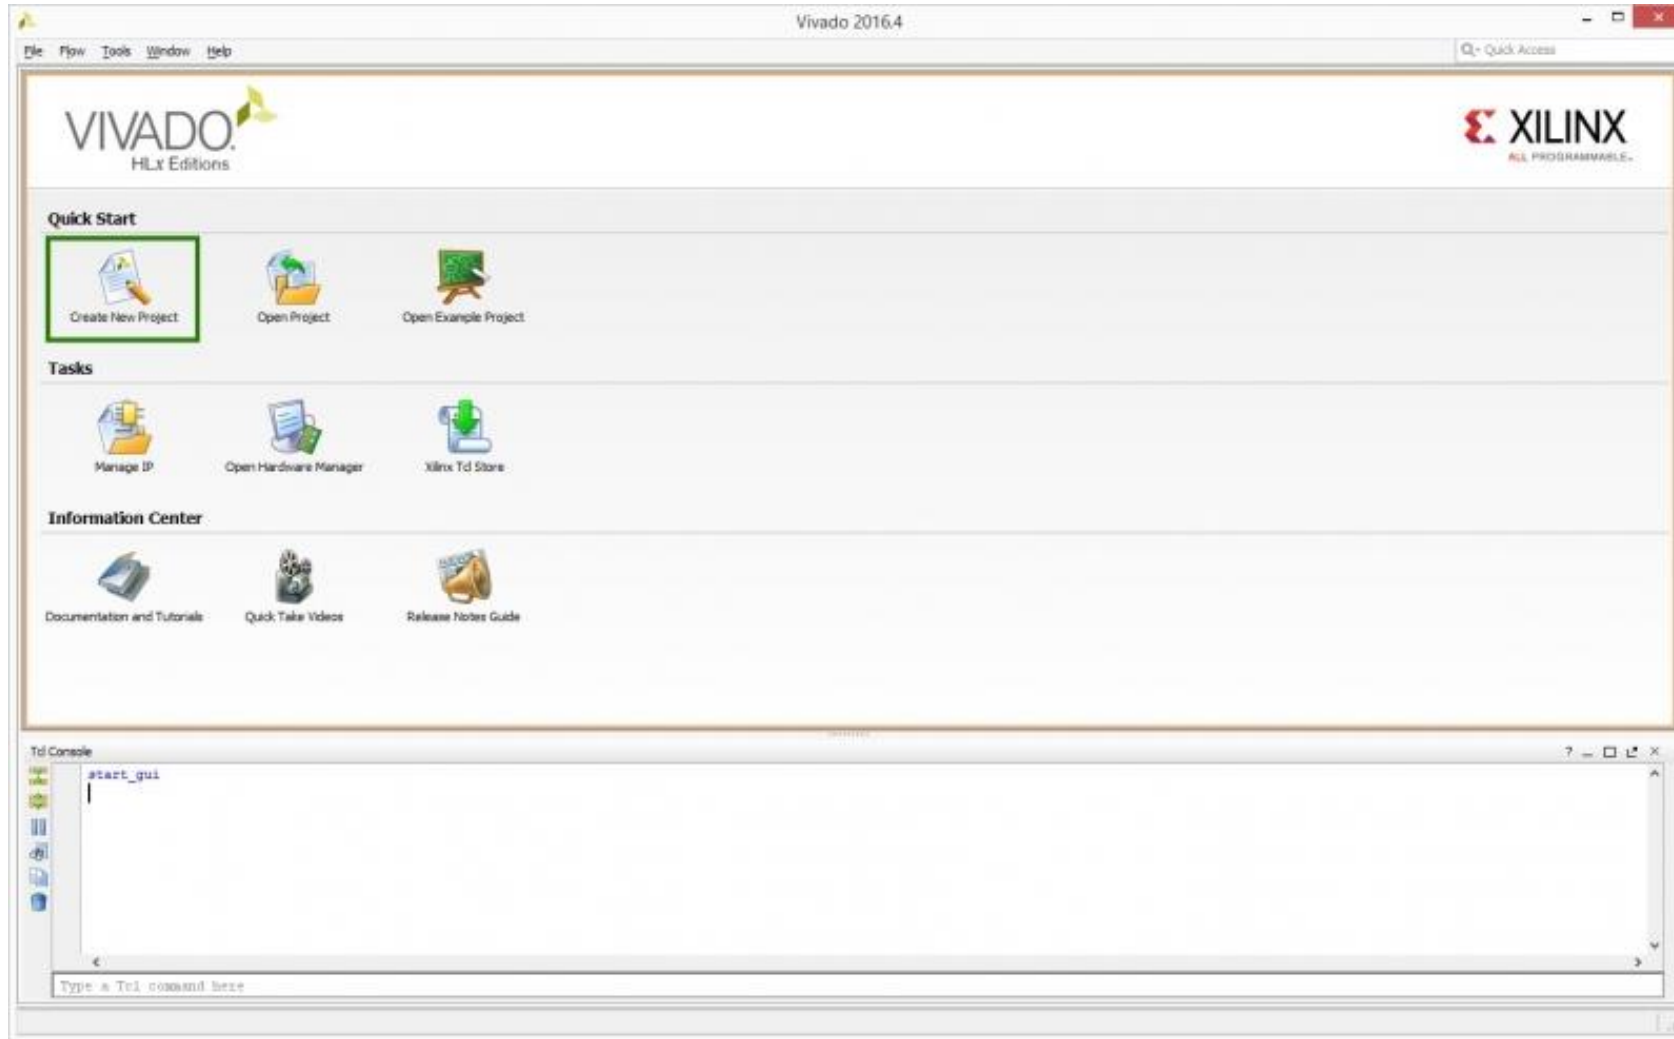 Vivado 2016.4
File Flow Tools Window Help
Quick Access
VIVADO.
HLx Editions
XILINX
ALL PROGRAMMABLE.
Quick Start
Create New Project Open Project Open Example Project
Tasks
Manage IP Open Hardware Manager Xilinx Tcl Store
Information Center
Documentation and Tutorials Quick Take Videos Release Notes Guide
Tcl Console
start_gui
Type a Tcl command here